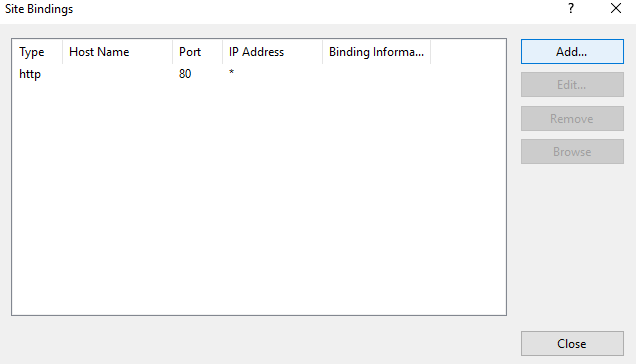 Site Bindings ?
Type Host Name Port IP Address Binding Informa... Add...
http 80 *
Edit...
Remove
Browse
Close